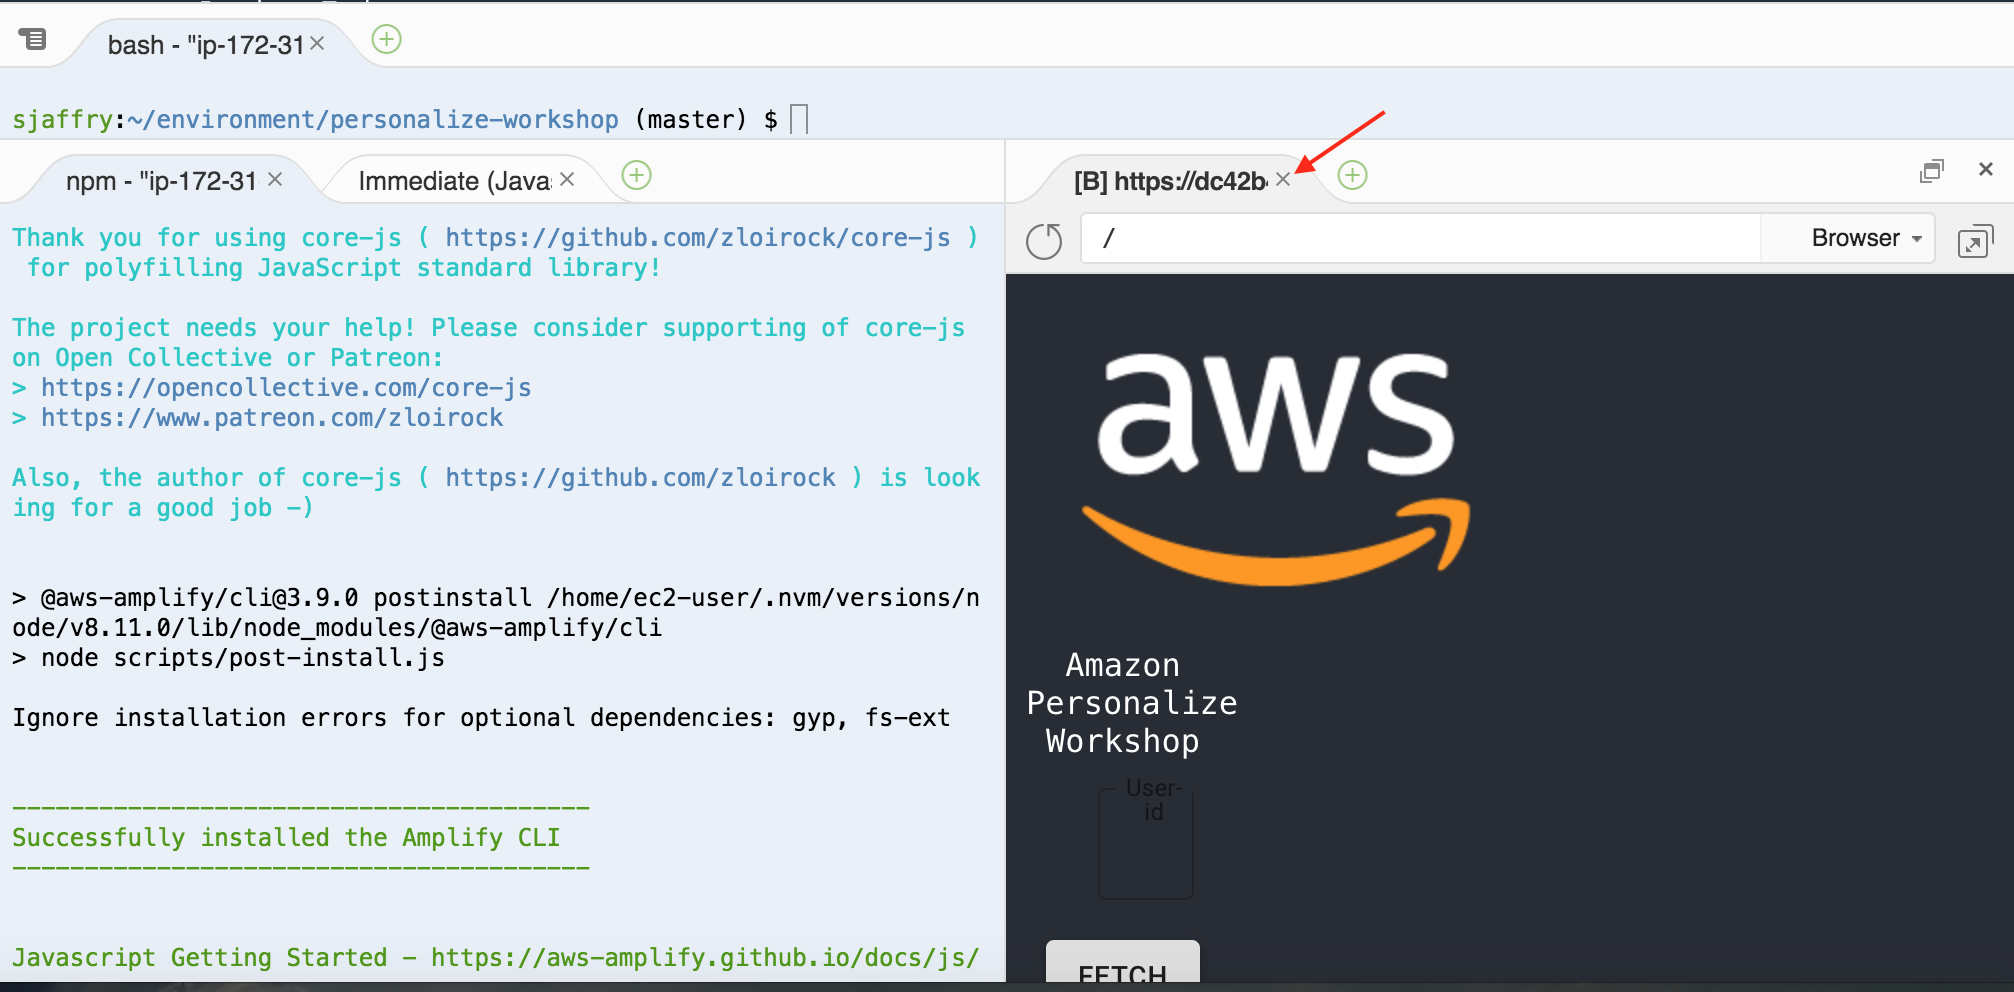 bash - "ip-172-31
sjaffry:~/environment/personalize-workshop (master) $
npm - "ip-172-31
Immediate (Javas
Thank you for using core-js ( https://github.com/zloirock/core-js )
for polyfilling JavaScript standard library!
The project needs your help! Please consider supporting of core-js
on Open Collective or Patreon:
> https://opencollective.com/core-js
> https://www.patreon.com/zloirock
Also, the author of core-js ( https://github.com/zloirock ) is look
ing for a good job -)
> @aws-amplify/cli@3.9.0 postinstall /home/ec2-user/.nvm/versions/n
ode/v8.11.0/lib/node_modules/@aws-amplify/cli
> node scripts/post-install.js
Ignore installation errors for optional dependencies: gyp, fs-ext
----------------------------------------
Successfully installed the Amplify CLI
----------------------------------------
Javascript Getting Started - https://aws-amplify.github.io/docs/js/
[B] https://dc42b
/
Browser
aws
Amazon
Personalize
Workshop
User-
id
FETCH